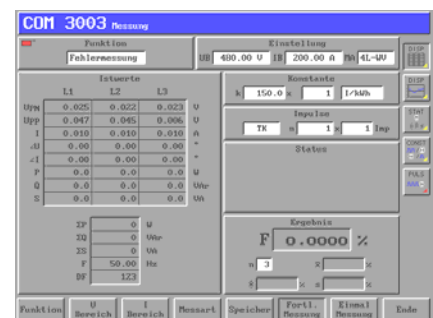 COM 3003 Messung
Funktion
Fehlermessung
Einstellung
UB 480.00 V IB 200.00 A MA 4L-WV
DISP
Istwerte
L1 L2 L3
UPN 0.025 0.022 0.023 V
UPP 0.047 0.045 0.006 V
I 0.010 0.010 0.010 A
∠U 0.00 0.00 0.00 °
∠I 0.00 0.00 0.00 °
P 0.0 0.0 0.0 W
Q 0.0 0.0 0.0 VAr
S 0.0 0.0 0.0 VA
ΣP 0 W
ΣQ 0 VAr
ΣS 0 VA
F 50.00 Hz
DF 123
Konstante
k 150.0 × 1 I/kWh
Impulse
TK n 1 × 1 Imp
Status
Ergebnis
F 0.0000 %
n 3 x̄ %
% s %
DISP
STAT
CONST
PULS
Funktion
U Bereich
I Bereich
Messart
Speicher
Fortl. Messung
Einmal Messung
Ende